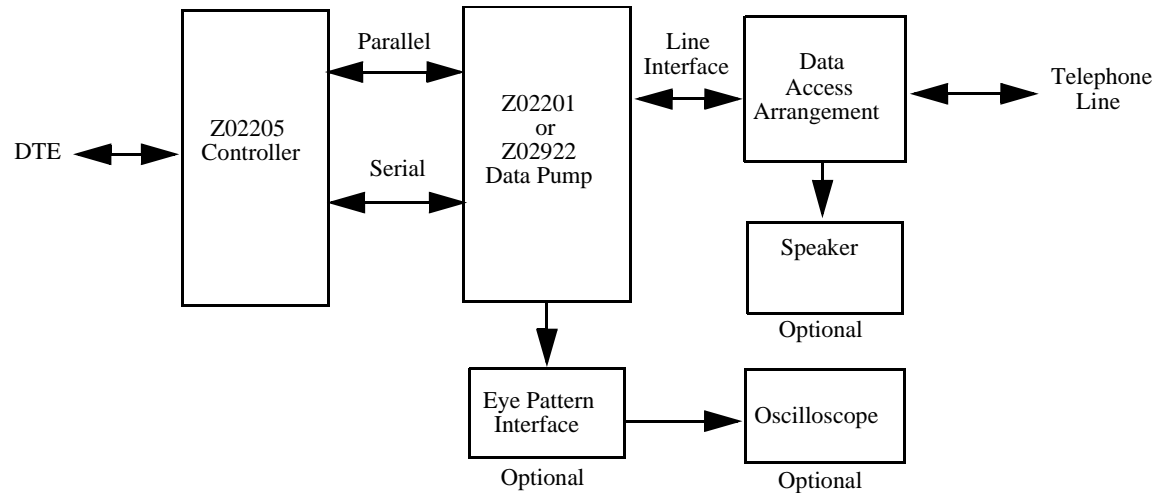 DTE
Z02205
Controller
Parallel
Serial
Z02201
or
Z02922
Data Pump
Line
Interface
Data
Access
Arrangement
Telephone
Line
Speaker
Optional
Eye Pattern
Interface
Optional
Oscilloscope
Optional